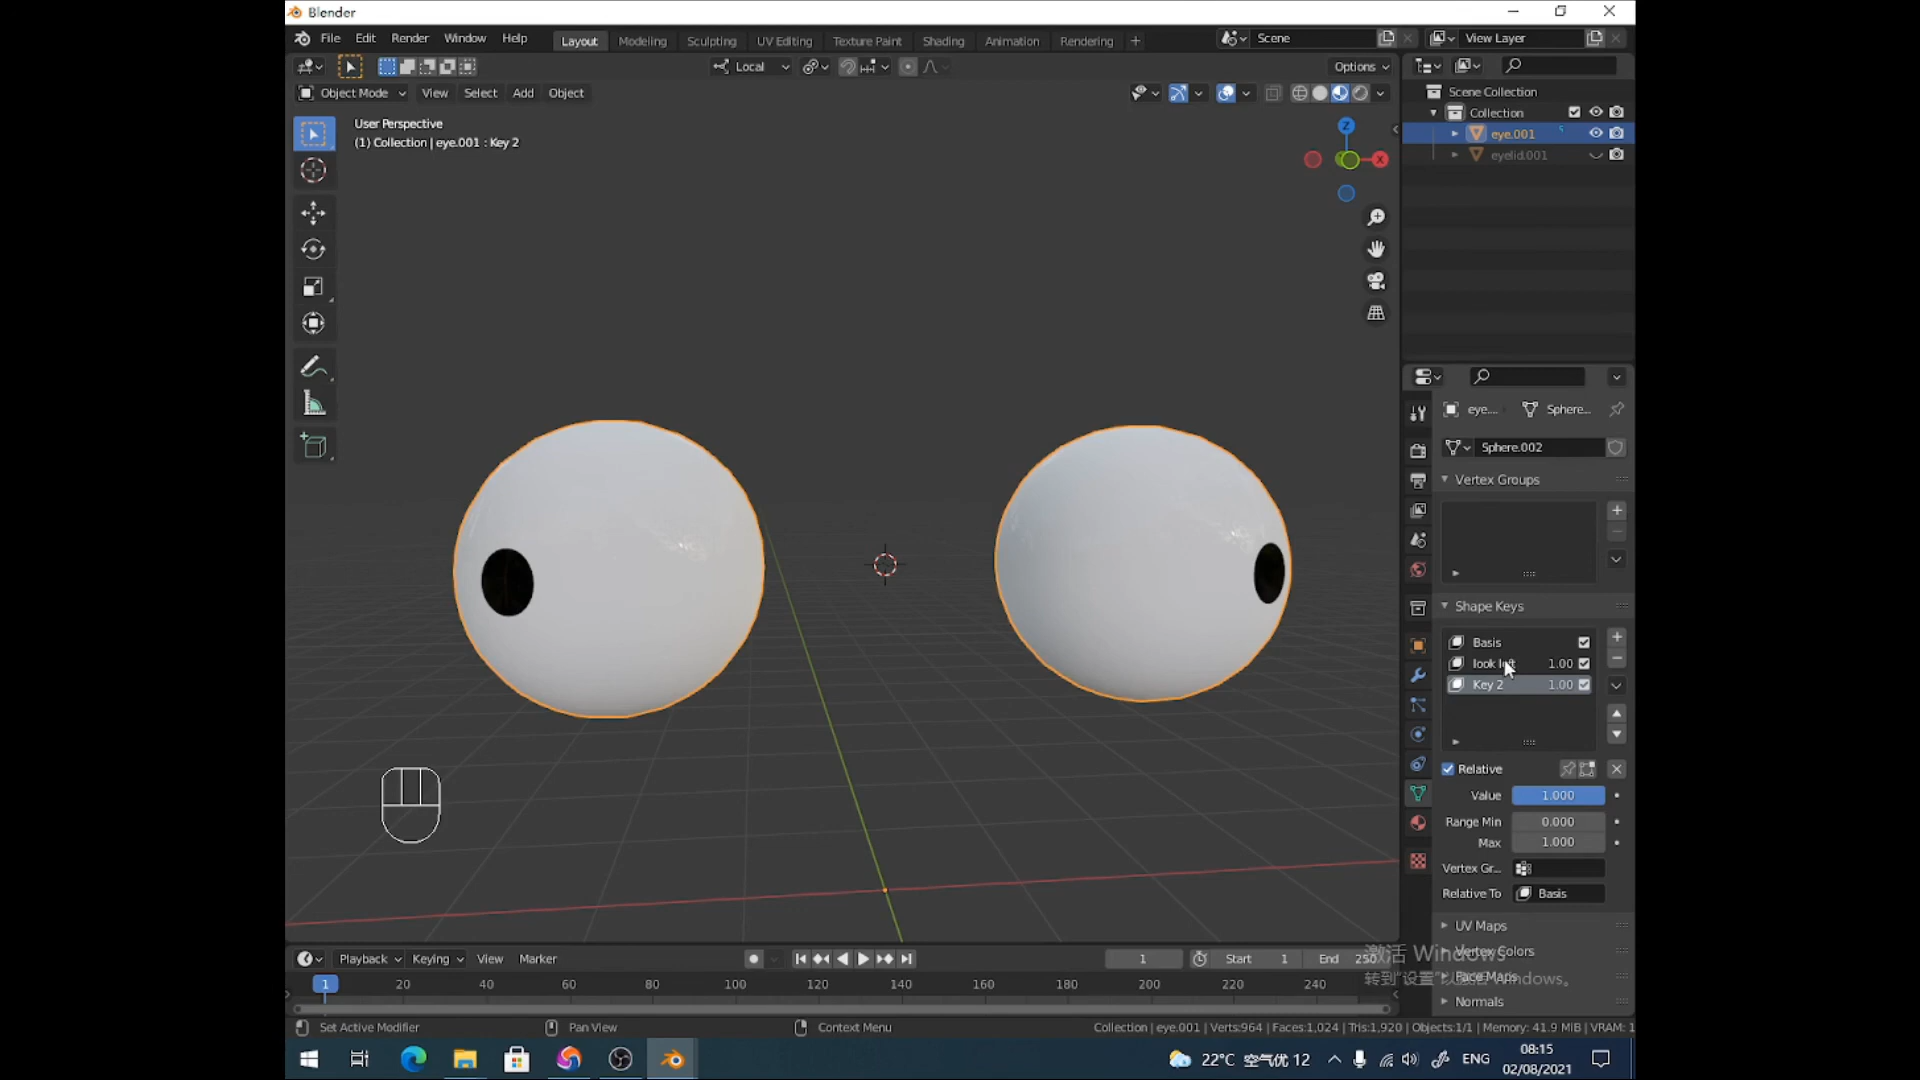 Blender
File Edit Render Window Help Layout Modeling Sculpting UV Editing Texture Paint Shading Animation Rendering + Scene View Layer
Local Options
Object Mode View Select Add Object
User Perspective
(1) Collection | eye.001 : Key 2
Z
X
Scene Collection
Collection
eye.001
eyelid.001
eye.... Sphere...
Sphere.002
Vertex Groups
Shape Keys
Basis
look 1.00
Key 2 1.00
Relative
Value 1.000
Range Min 0.000
Max 1.000
Vertex Gr...
Relative To Basis
UV Maps
Vertex Colors
Face Maps
Normals
激活 Windows
转到"设置"以激活 Windows。
Playback Keying View Marker 1 Start 1 End 250
1 20 40 60 80 100 120 140 160 180 200 220 240
Set Active Modifier Pan View Context Menu Collection | eye.001 | Verts:964 | Faces:1,024 | Tris:1,920 | Objects:1/1 | Memory: 41.9 MiB | VRAM: 1
22°C 空气优 12 ENG 08:15
02/08/2021